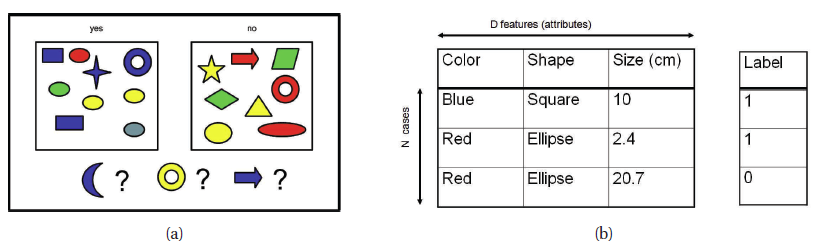 yes no
? ? ?
(a)
D features (attributes)
N cases
Color Shape Size (cm) Label
Blue Square 10 1
Red Ellipse 2.4 1
Red Ellipse 20.7 0
(b)